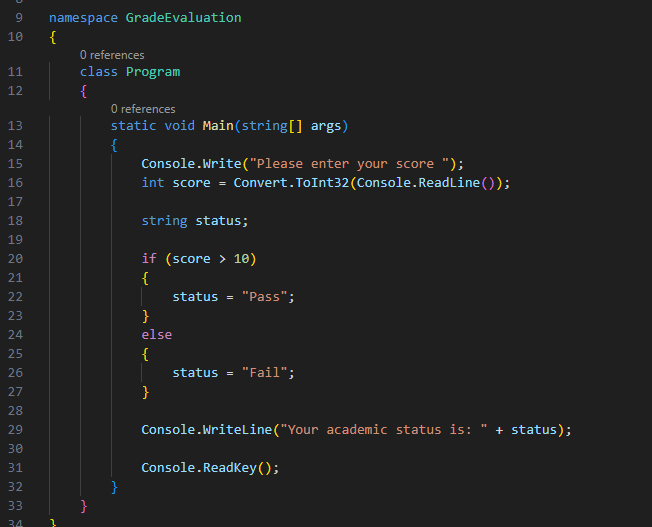 8
9 namespace GradeEvaluation
10 {
0 references
11 class Program
12 {
0 references
13 static void Main(string[] args)
14 {
15 Console.Write("Please enter your score ");
16 int score = Convert.ToInt32(Console.ReadLine());
17
18 string status;
19
20 if (score > 10)
21 {
22 status = "Pass";
23 }
24 else
25 {
26 status = "Fail";
27 }
28
29 Console.WriteLine("Your academic status is: " + status);
30
31 Console.ReadKey();
32 }
33 }
34 }